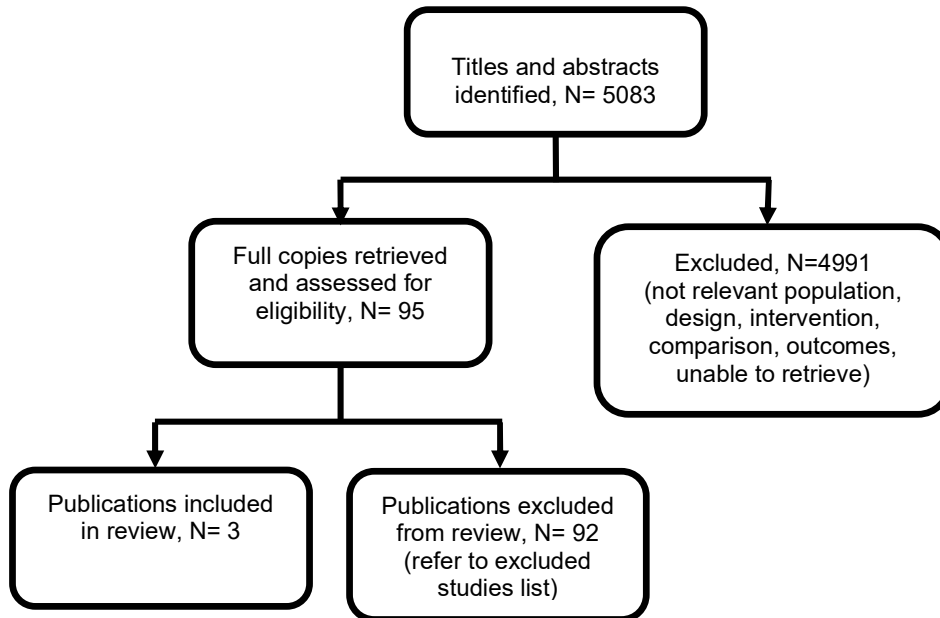 Titles and abstracts
identified, N= 5083
Full copies retrieved
and assessed for
eligibility, N= 95
Excluded, N=4991
(not relevant population,
design, intervention,
comparison, outcomes,
unable to retrieve)
Publications included
in review, N= 3
Publications excluded
from review, N= 92
(refer to excluded
studies list)